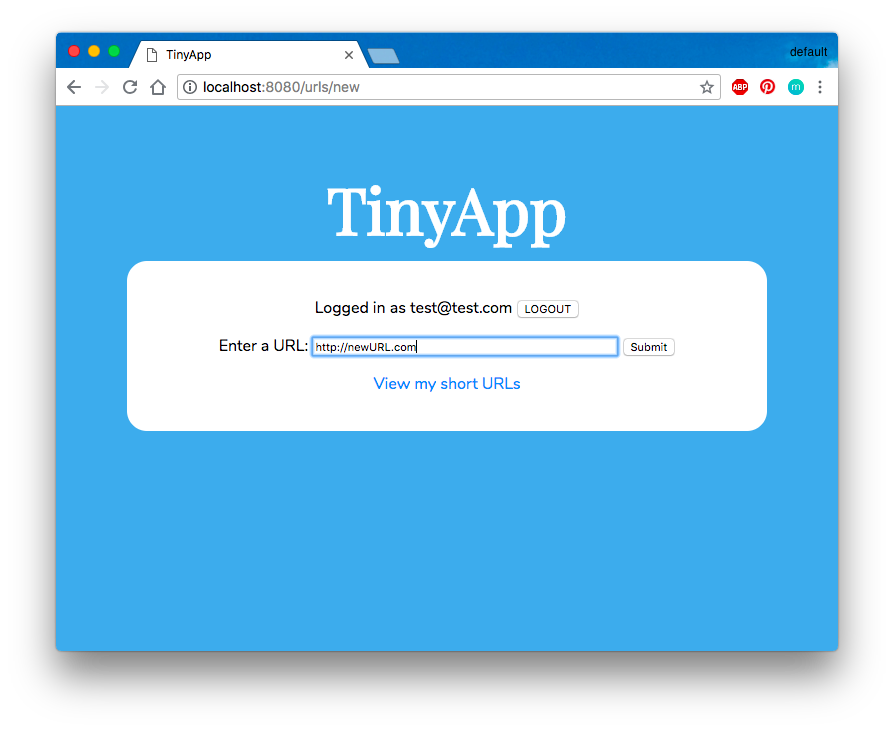 TinyApp
default
localhost:8080/urls/new
ABP
m
TinyApp
Logged in as test@test.com LOGOUT
Enter a URL: http://newURL.com Submit
View my short URLs